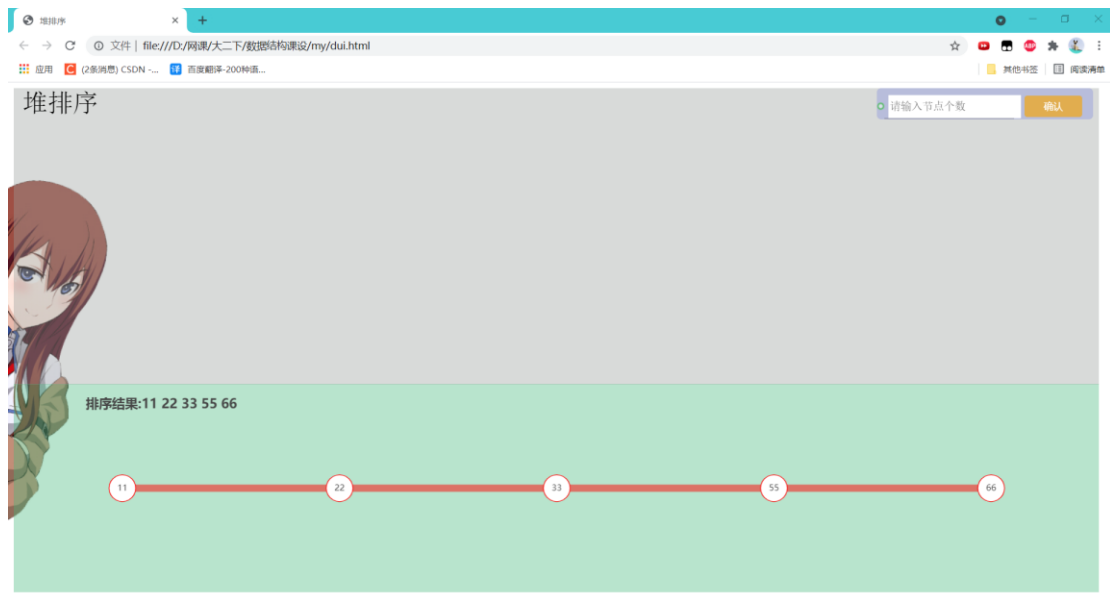 堆排序
文件 | file:///D:/网课/大二下/数据结构课设/my/dui.html
应用 (2条消息) CSDN -... 译 百度翻译-200种语... 其他书签 阅读清单
堆排序
请输入节点个数 确认
排序结果:11 22 33 55 66
11 22 33 55 66